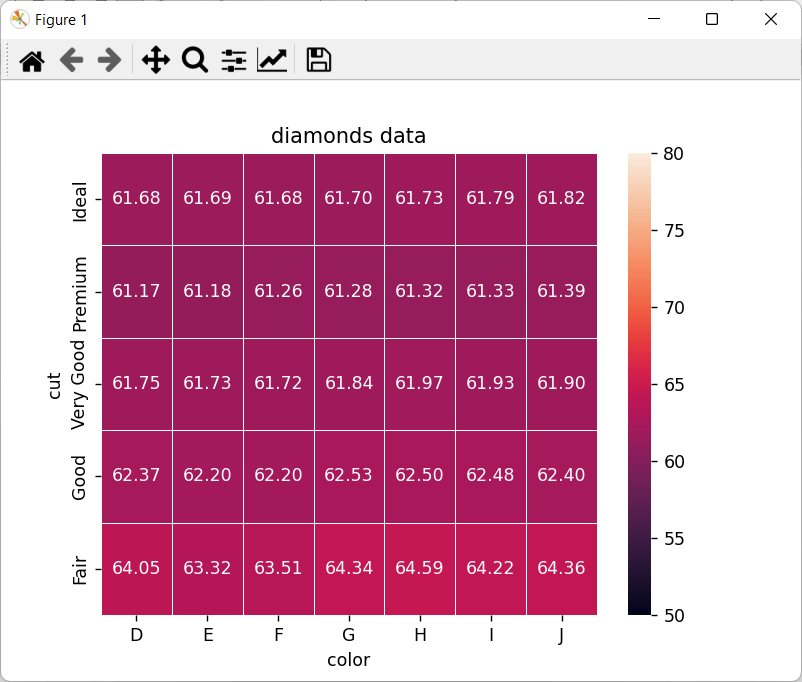 Figure 1
diamonds data
Ideal 61.68 61.69 61.68 61.70 61.73 61.79 61.82
Premium 61.17 61.18 61.26 61.28 61.32 61.33 61.39
Very Good 61.75 61.73 61.72 61.84 61.97 61.93 61.90
Good 62.37 62.20 62.20 62.53 62.50 62.48 62.40
Fair 64.05 63.32 63.51 64.34 64.59 64.22 64.36
cut
D E F G H I J
color
80
75
70
65
60
55
50